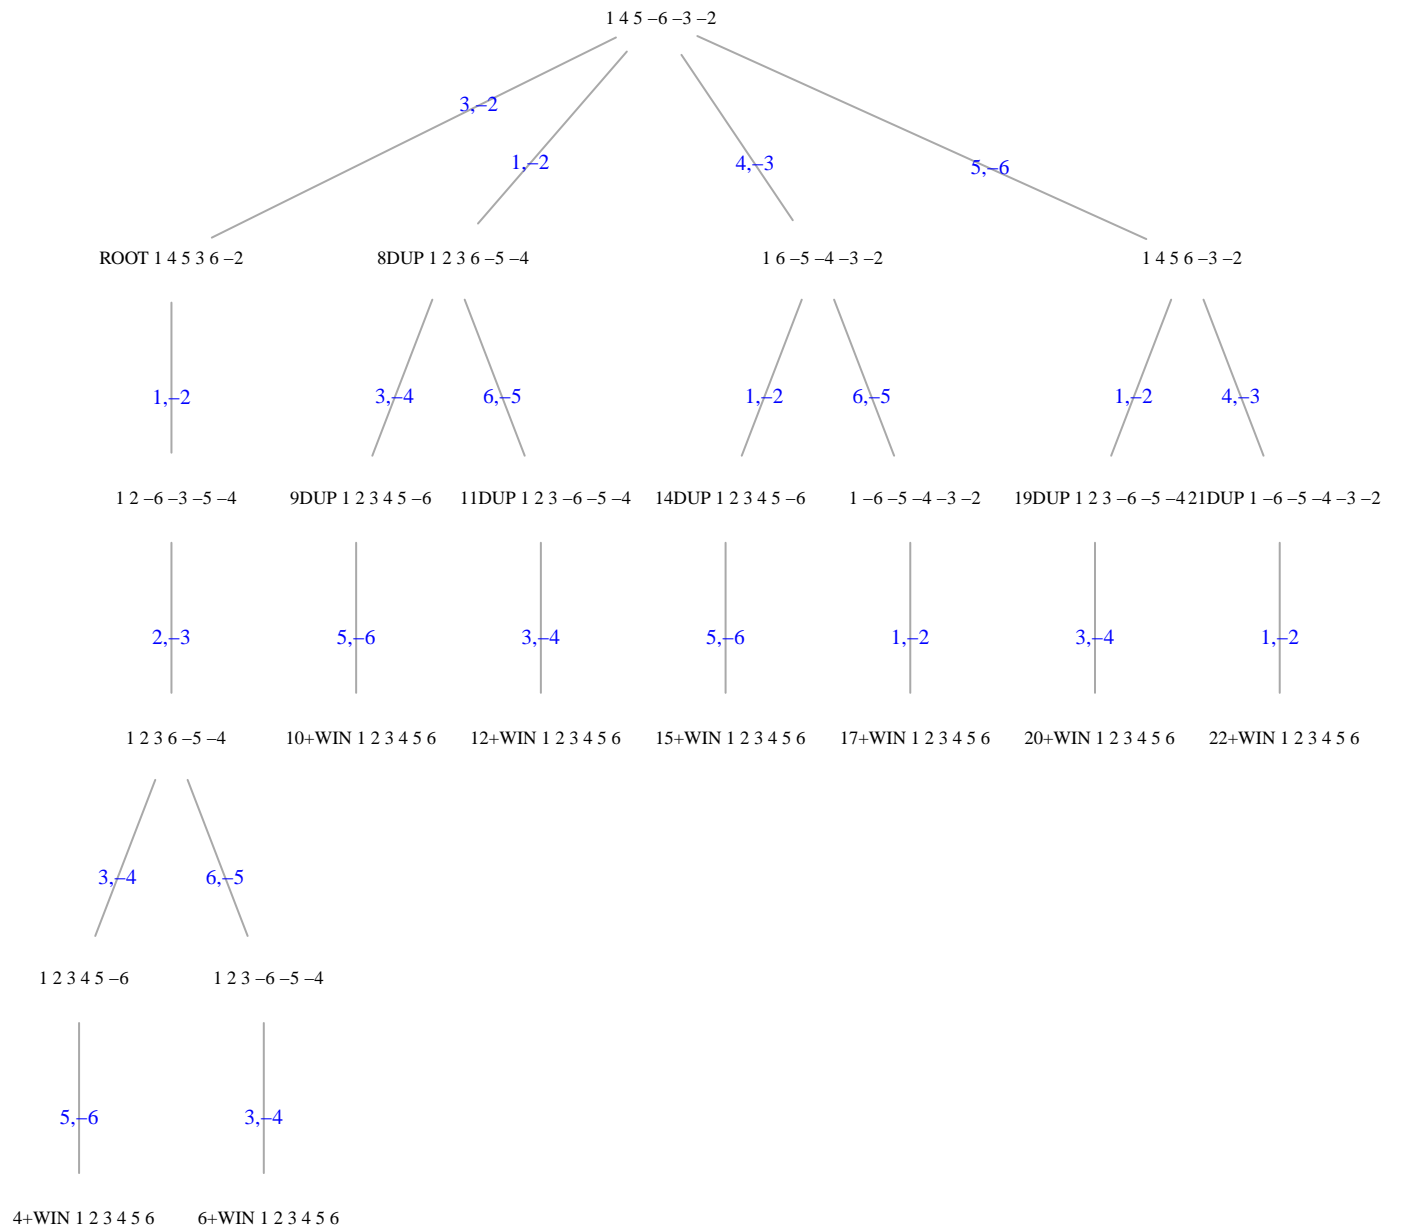 1 4 5 –6 –3 –2
3,–2
1,–2
4,–3
5,–6
ROOT 1 4 5 3 6 –2
8DUP 1 2 3 6 –5 –4
1 6 –5 –4 –3 –2
1 4 5 6 –3 –2
1,–2
3,–4
6,–5
1,–2
6,–5
1,–2
4,–3
1 2 –6 –3 –5 –4
9DUP 1 2 3 4 5 –6
11DUP 1 2 3 –6 –5 –4
14DUP 1 2 3 4 5 –6
1 –6 –5 –4 –3 –2
19DUP 1 2 3 –6 –5 –4
21DUP 1 –6 –5 –4 –3 –2
2,–3
5,–6
3,–4
5,–6
1,–2
3,–4
1,–2
1 2 3 6 –5 –4
10+WIN 1 2 3 4 5 6
12+WIN 1 2 3 4 5 6
15+WIN 1 2 3 4 5 6
17+WIN 1 2 3 4 5 6
20+WIN 1 2 3 4 5 6
22+WIN 1 2 3 4 5 6
3,–4
6,–5
1 2 3 4 5 –6
1 2 3 –6 –5 –4
5,–6
3,–4
4+WIN 1 2 3 4 5 6
6+WIN 1 2 3 4 5 6